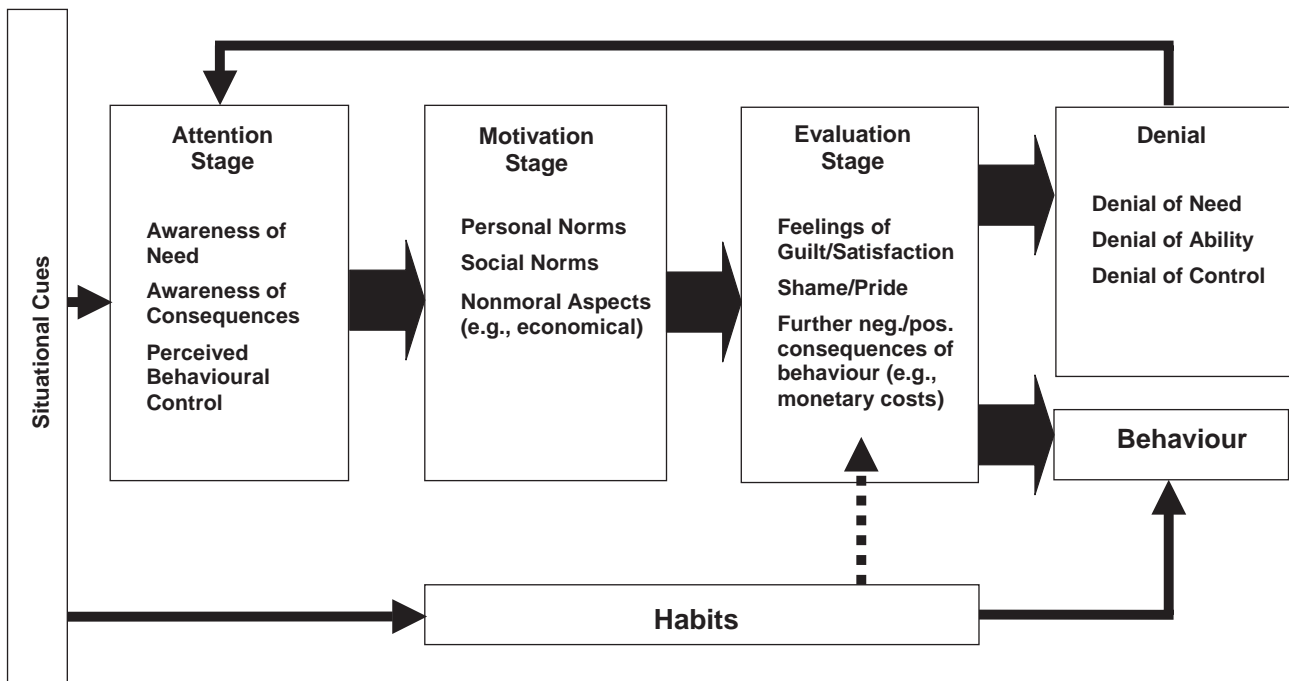 Situational Cues
Attention
Stage
Awareness of
Need
Awareness of
Consequences
Perceived
Behavioural
Control
Motivation
Stage
Personal Norms
Social Norms
Nonmoral Aspects
(e.g., economical)
Evaluation
Stage
Feelings of
Guilt/Satisfaction
Shame/Pride
Further neg./pos.
consequences of
behaviour (e.g.,
monetary costs)
Denial
Denial of Need
Denial of Ability
Denial of Control
Behaviour
Habits